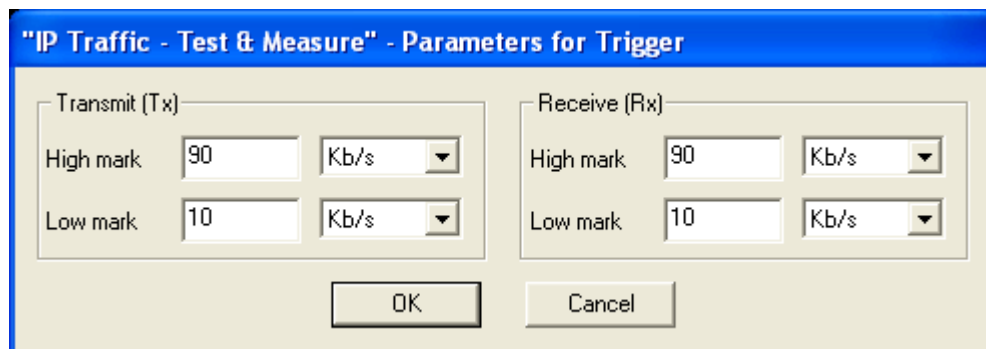 "IP Traffic - Test & Measure" - Parameters for Trigger
Transmit (Tx)
High mark 90 Kb/s
Low mark 10 Kb/s
Receive (Rx)
High mark 90 Kb/s
Low mark 10 Kb/s
OK Cancel